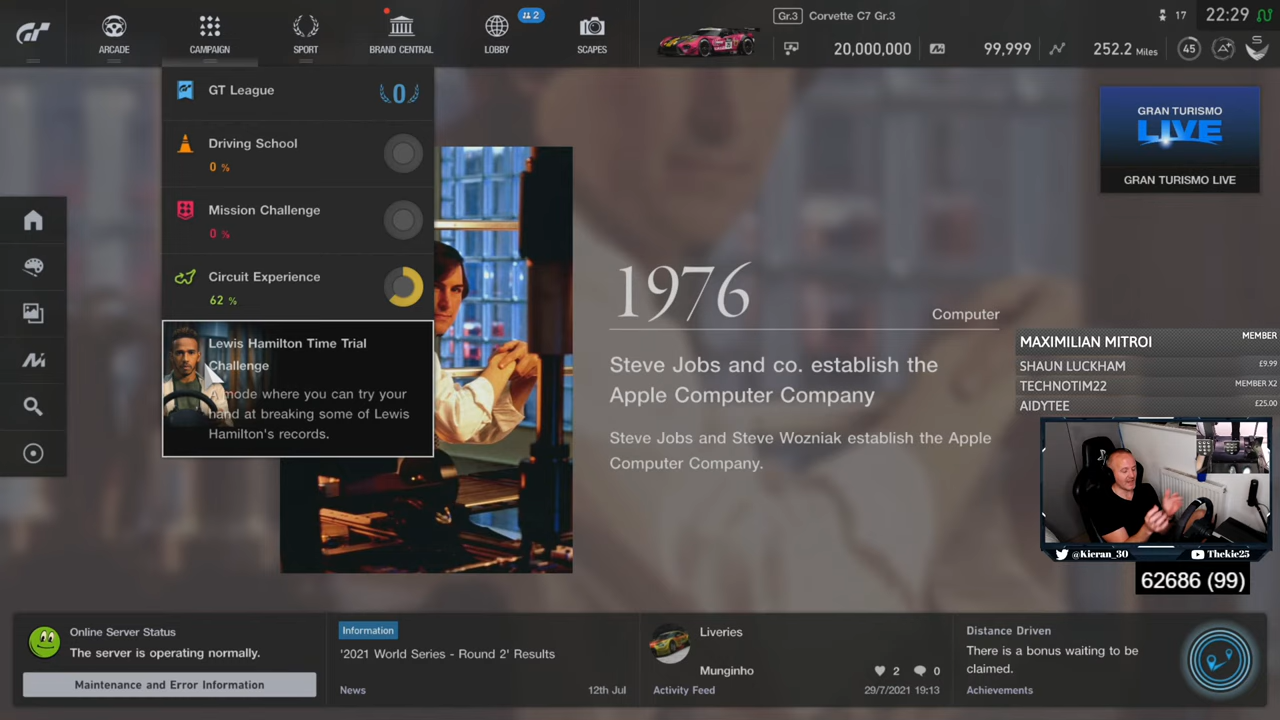 Gr.3 Corvette C7 Gr.3
17 22:29
2
ARCADE CAMPAIGN SPORT BRAND CENTRAL LOBBY SCAPES
20,000,000 99,999 252.2 Miles 45
GT League 0
Driving School
0 %
Mission Challenge
0 %
Circuit Experience
62 %
Lewis Hamilton Time Trial
Challenge
A mode where you can try your
hand at breaking some of Lewis
Hamilton's records.
GRAN TURISMO
LIVE
GRAN TURISMO LIVE
1976
Computer
Steve Jobs and co. establish the
Apple Computer Company
Steve Jobs and Steve Wozniak establish the Apple
Computer Company.
MAXIMILIAN MITROI MEMBER
SHAUN LUCKHAM £9.99
TECHNOTIM22 MEMBER X2
AIDYTEE £25.00
@Kieran_30 Thekie25
62686 (99)
Online Server Status
The server is operating normally.
Maintenance and Error Information
Information
'2021 World Series - Round 2' Results
News 12th Jul
Liveries
Munginho 2 0
Activity Feed 29/7/2021 19:13
Distance Driven
There is a bonus waiting to be
claimed.
Achievements